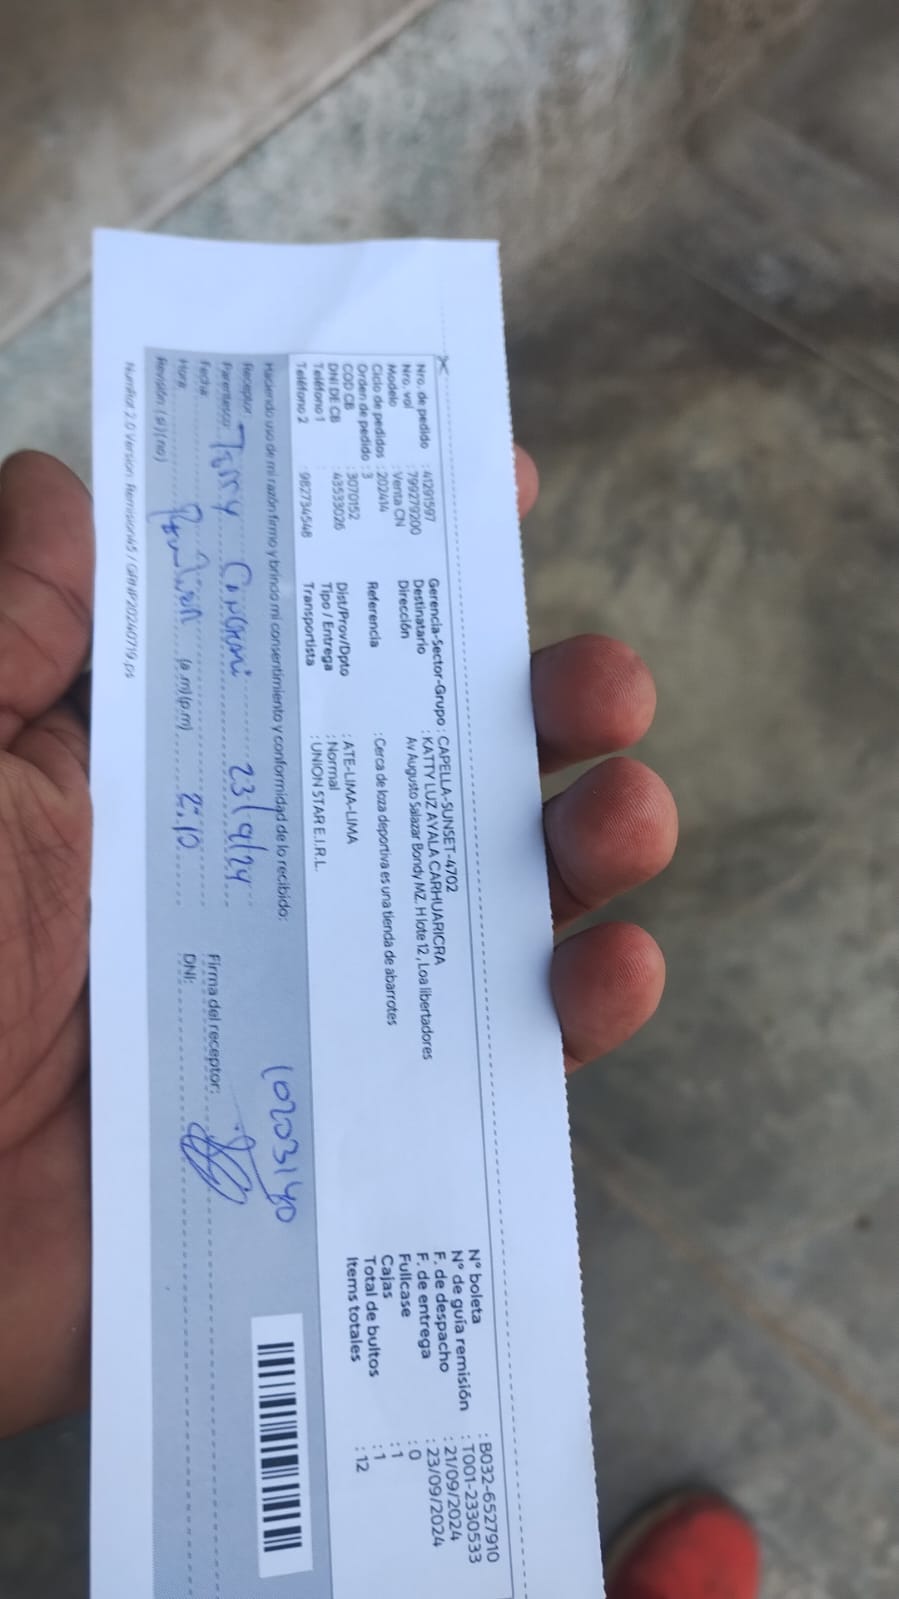 Nro. de pedido : 41291597
Nro. vol : 799279200
Modelo : Venta CN
Ciclo de pedidos : 202414
Orden de pedido : 3
COD CB : 3070152
DNI DE CB : 43533026
Teléfono 1 :
Teléfono 2 : 982734548
Gerencia-Sector-Grupo : CAPELLA-SUNSET-4702
Destinatario : KATTY LUZ AYALA CARHUARICRA
Dirección Av Augusto Salazar Bondy MZ. H lote 12 , Loa libertadores
Referencia : Cerca de loza deportiva es una tienda de abarrotes
Dist/Prov/Dpto : ATE-LIMA-LIMA
Tipo / Entrega : Normal
Transportista : UNION STAR E.I.R.L.
N° boleta : B032-6527910
N° de guía remisión : T001-2330533
F. de despacho : 21/09/2024
F. de entrega : 23/09/2024
Fullcase : 0
Cajas : 1
Total de bultos : 1
Items totales : 12
Haciendo uso de mi razón firmo y brindo mi consentimiento y conformidad de lo recibido:
Receptor
Parentesco 23/9/24
Fecha
Hora (a.m)(p.m) 2:10
Revisión (si) (no)
10203140
Firma del receptor:
DNI: